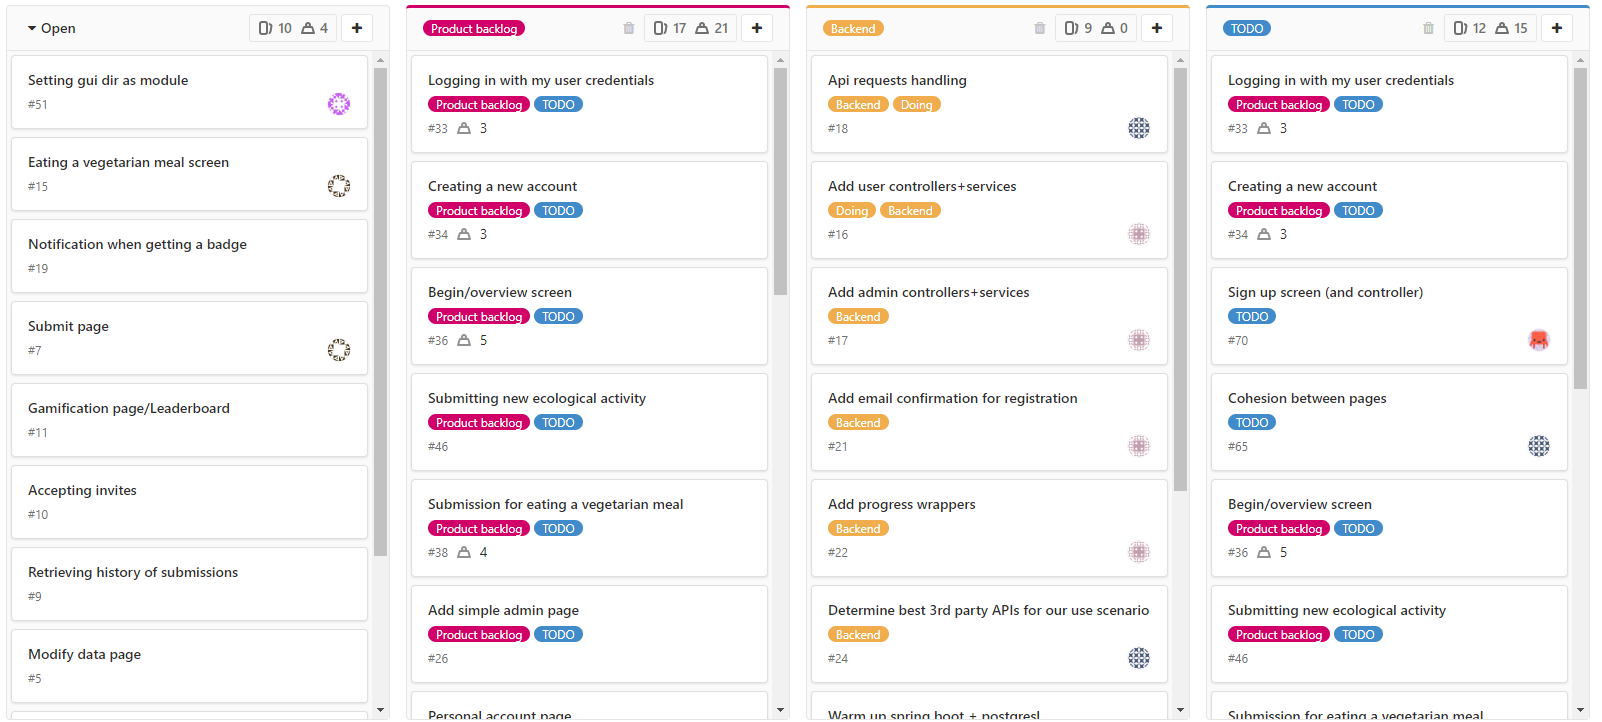 Open 10 4
Setting gui dir as module
#51
Eating a vegetarian meal screen
#15
Notification when getting a badge
#19
Submit page
#7
Gamification page/Leaderboard
#11
Accepting invites
#10
Retrieving history of submissions
#9
Modify data page
#5
Product backlog 17 21
Logging in with my user credentials
Product backlog TODO
#33 3
Creating a new account
Product backlog TODO
#34 3
Begin/overview screen
Product backlog TODO
#36 5
Submitting new ecological activity
Product backlog TODO
#46
Submission for eating a vegetarian meal
Product backlog TODO
#38 4
Add simple admin page
Product backlog TODO
#26
Personal account page
Backend 9 0
Api requests handling
Backend Doing
#18
Add user controllers+services
Doing Backend
#16
Add admin controllers+services
Backend
#17
Add email confirmation for registration
Backend
#21
Add progress wrappers
Backend
#22
Determine best 3rd party APIs for our use scenario
Backend
#24
Warm up spring boot + postgresl
TODO 12 15
Logging in with my user credentials
Product backlog TODO
#33 3
Creating a new account
Product backlog TODO
#34 3
Sign up screen (and controller)
TODO
#70
Cohesion between pages
TODO
#65
Begin/overview screen
Product backlog TODO
#36 5
Submitting new ecological activity
Product backlog TODO
#46
Submission for eating a vegetarian meal